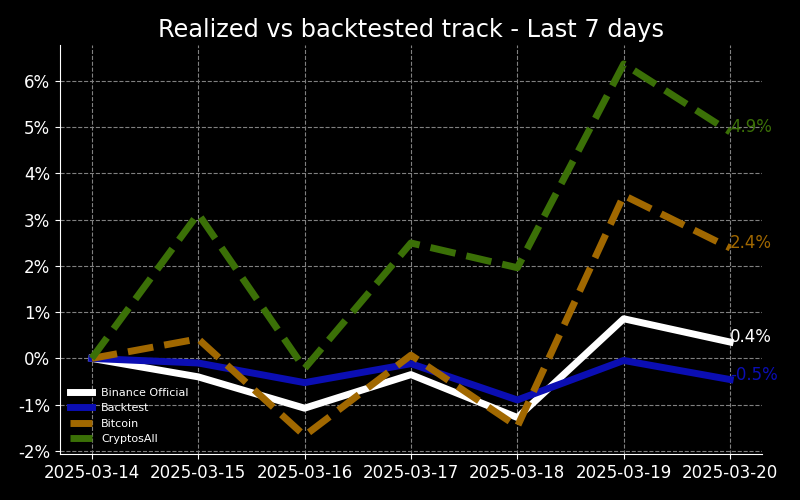 Realized vs backtested track - Last 7 days
6%
5%
4%
3%
2%
1%
0%
-1%
-2%
4.9%
2.4%
0.4%
-0.5%
Binance Official
Backtest
Bitcoin
CryptosAll
2025-03-14 2025-03-15 2025-03-16 2025-03-17 2025-03-18 2025-03-19 2025-03-20